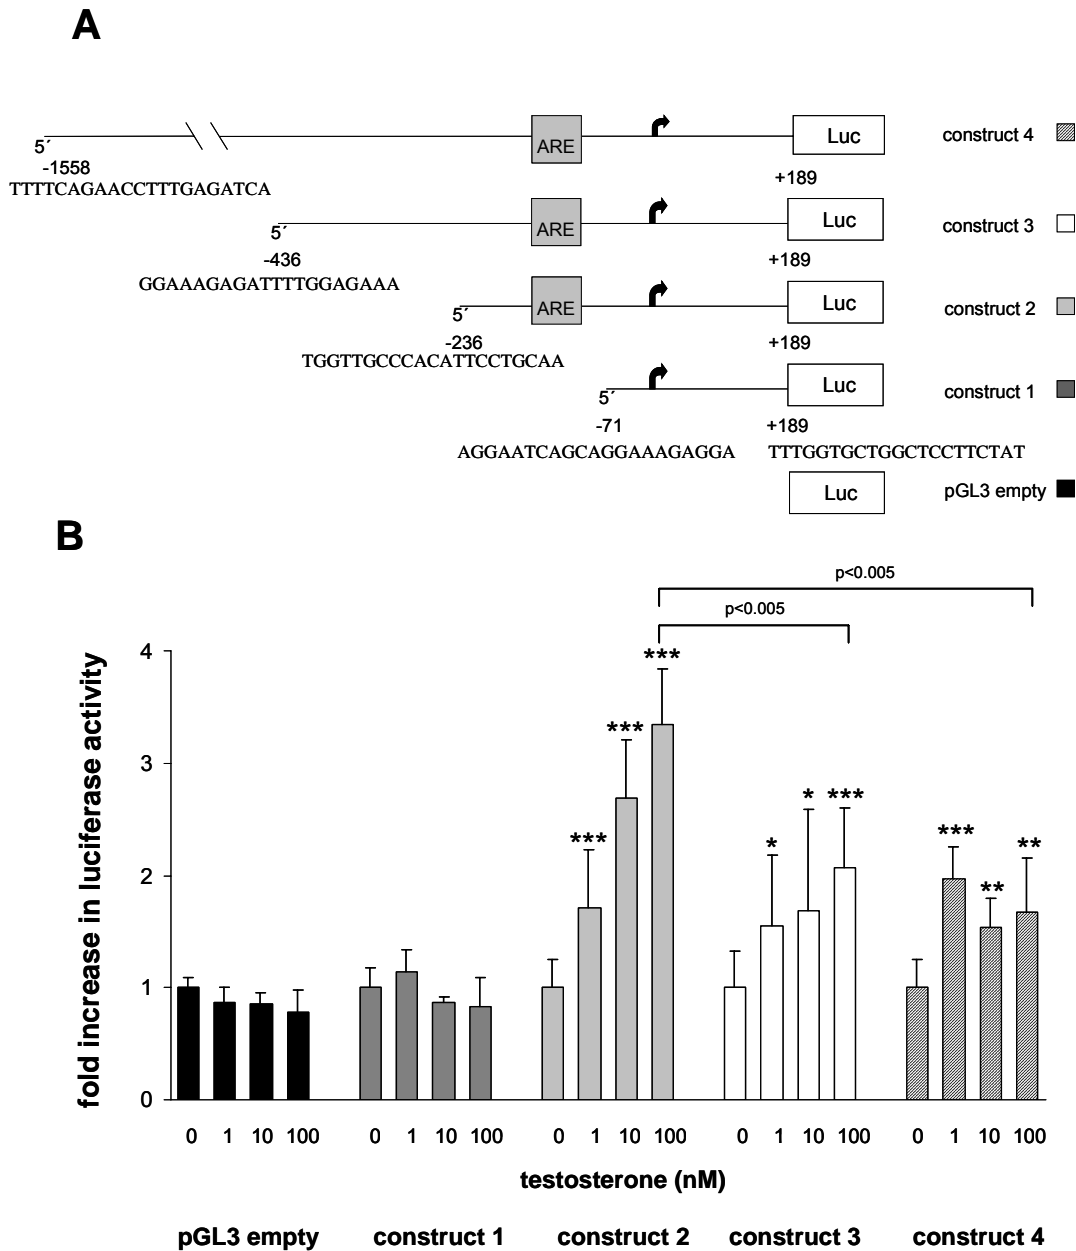 A
5´
ARE
Luc
construct 4
-1558
+189
TTTTCAGAACCTTTGAGATCA
5´
ARE
Luc
construct 3
-436
+189
GGAAAGAGATTTTGGAGAAA
5´
ARE
Luc
construct 2
-236
+189
TGGTTGCCCACATTCCTGCAA
5´
Luc
construct 1
-71
+189
AGGAATCAGCAGGAAAGAGGA TTTGGTGCTGGCTCCTTCTAT
Luc
pGL3 empty
B
p<0.005
p<0.005
fold increase in luciferase activity
4
3
2
1
0
***
***
***
*
*
***
***
**
**
0 1 10 100 0 1 10 100 0 1 10 100 0 1 10 100 0 1 10 100
testosterone (nM)
pGL3 empty construct 1 construct 2 construct 3 construct 4